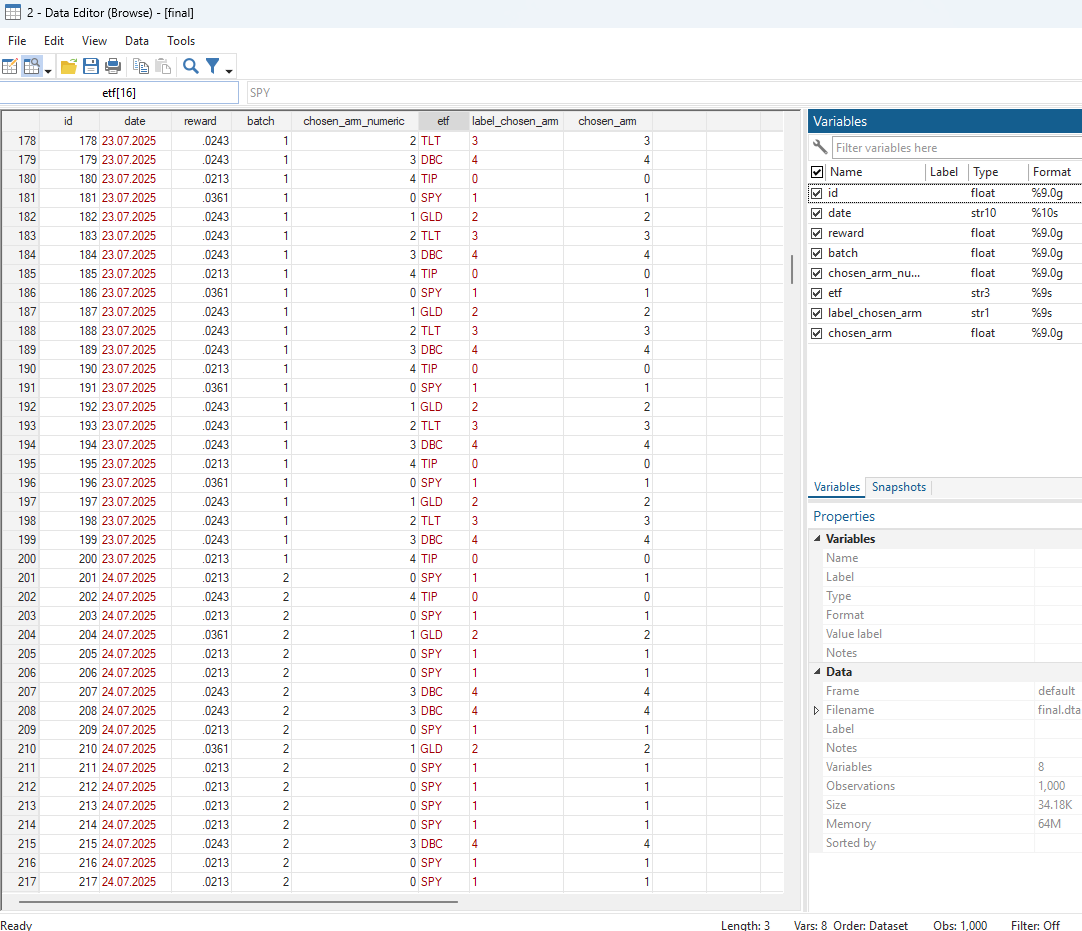 2 - Data Editor (Browse) - [final]
File Edit View Data Tools
etf[16] SPY
id date reward batch chosen_arm_numeric etf label_chosen_arm chosen_arm
178 178 23.07.2025 .0243 1 2 TLT 3 3
179 179 23.07.2025 .0243 1 3 DBC 4 4
180 180 23.07.2025 .0213 1 4 TIP 0 0
181 181 23.07.2025 .0361 1 0 SPY 1 1
182 182 23.07.2025 .0243 1 1 GLD 2 2
183 183 23.07.2025 .0243 1 2 TLT 3 3
184 184 23.07.2025 .0243 1 3 DBC 4 4
185 185 23.07.2025 .0213 1 4 TIP 0 0
186 186 23.07.2025 .0361 1 0 SPY 1 1
187 187 23.07.2025 .0243 1 1 GLD 2 2
188 188 23.07.2025 .0243 1 2 TLT 3 3
189 189 23.07.2025 .0243 1 3 DBC 4 4
190 190 23.07.2025 .0213 1 4 TIP 0 0
191 191 23.07.2025 .0361 1 0 SPY 1 1
192 192 23.07.2025 .0243 1 1 GLD 2 2
193 193 23.07.2025 .0243 1 2 TLT 3 3
194 194 23.07.2025 .0243 1 3 DBC 4 4
195 195 23.07.2025 .0213 1 4 TIP 0 0
196 196 23.07.2025 .0361 1 0 SPY 1 1
197 197 23.07.2025 .0243 1 1 GLD 2 2
198 198 23.07.2025 .0243 1 2 TLT 3 3
199 199 23.07.2025 .0243 1 3 DBC 4 4
200 200 23.07.2025 .0213 1 4 TIP 0 0
201 201 24.07.2025 .0213 2 0 SPY 1 1
202 202 24.07.2025 .0243 2 4 TIP 0 0
203 203 24.07.2025 .0213 2 0 SPY 1 1
204 204 24.07.2025 .0361 2 1 GLD 2 2
205 205 24.07.2025 .0213 2 0 SPY 1 1
206 206 24.07.2025 .0213 2 0 SPY 1 1
207 207 24.07.2025 .0243 2 3 DBC 4 4
208 208 24.07.2025 .0243 2 3 DBC 4 4
209 209 24.07.2025 .0213 2 0 SPY 1 1
210 210 24.07.2025 .0361 2 1 GLD 2 2
211 211 24.07.2025 .0213 2 0 SPY 1 1
212 212 24.07.2025 .0213 2 0 SPY 1 1
213 213 24.07.2025 .0213 2 0 SPY 1 1
214 214 24.07.2025 .0213 2 0 SPY 1 1
215 215 24.07.2025 .0243 2 3 DBC 4 4
216 216 24.07.2025 .0213 2 0 SPY 1 1
217 217 24.07.2025 .0213 2 0 SPY 1 1
Variables
Filter variables here
Name Label Type Format
id float %9.0g
date str10 %10s
reward float %9.0g
batch float %9.0g
chosen_arm_nu... float %9.0g
etf str3 %9s
label_chosen_arm str1 %9s
chosen_arm float %9.0g
Variables Snapshots
Properties
Variables
Name
Label
Type
Format
Value label
Notes
Data
Frame default
Filename final.dta
Label
Notes
Variables 8
Observations 1,000
Size 34.18K
Memory 64M
Sorted by
Ready Length: 3 Vars: 8 Order: Dataset Obs: 1,000 Filter: Off